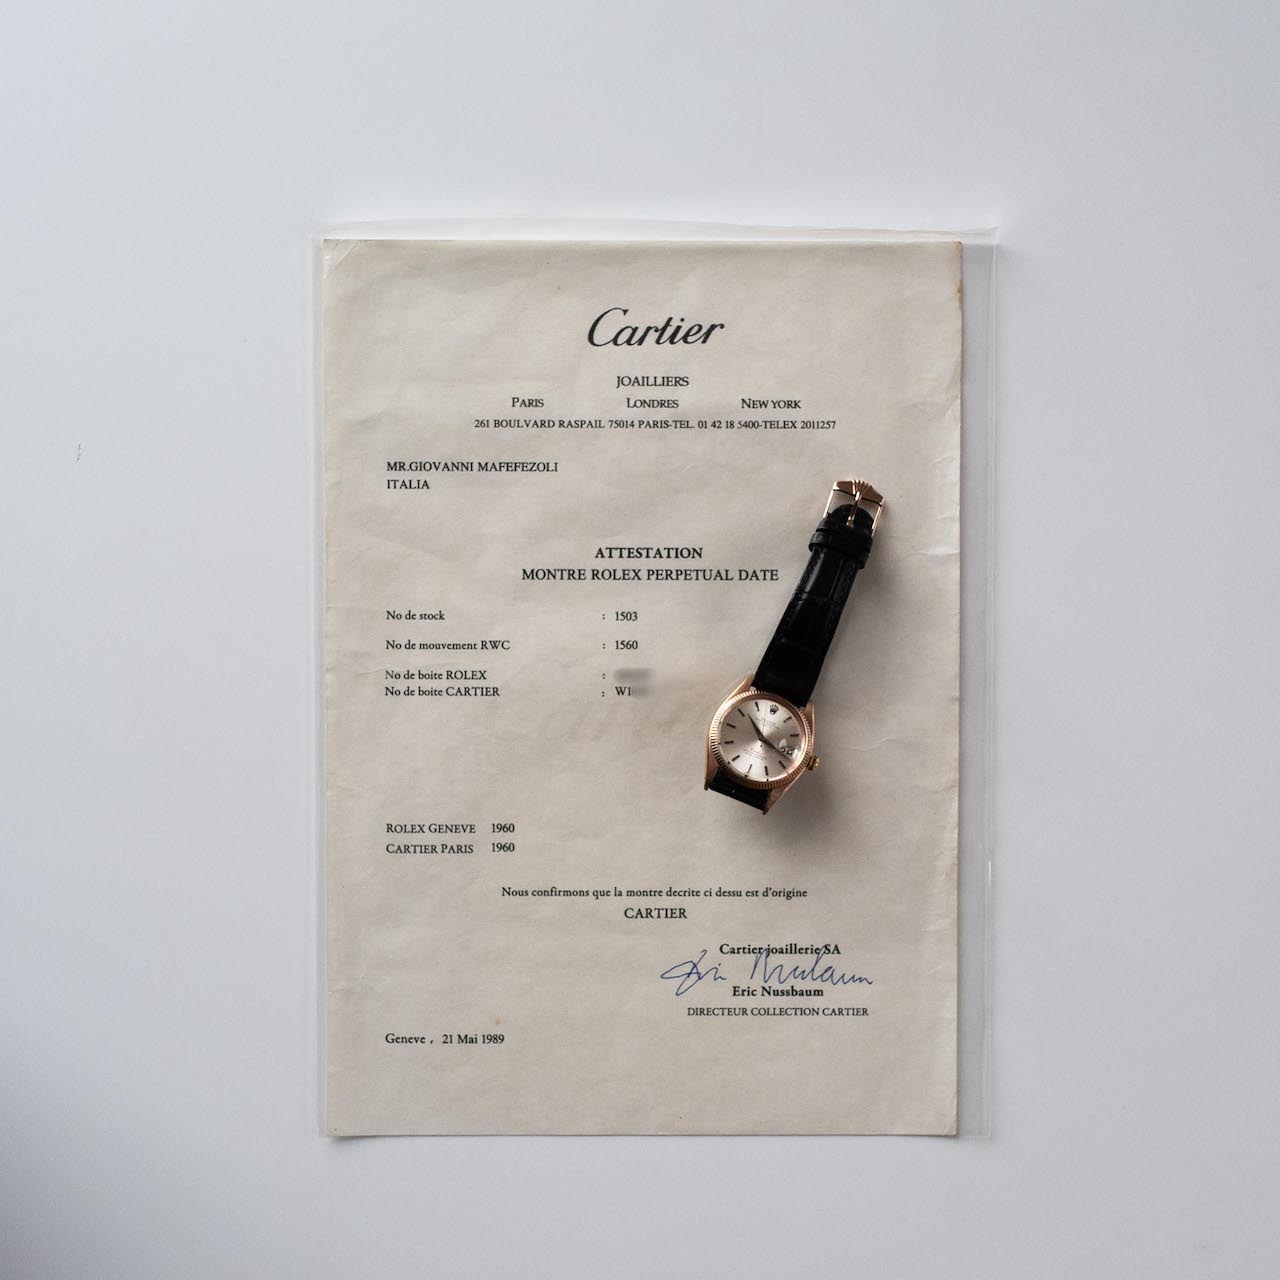 Cartier
JOAILLIERS
PARIS LONDRES NEW YORK
261 BOULVARD RASPAIL 75014 PARIS-TEL. 01 42 18 5400-TELEX 2011257
MR.GIOVANNI MAFEFEZOLI
ITALIA
ATTESTATION
MONTRE ROLEX PERPETUAL DATE
No de stock : 1503
No de mouvement RWC : 1560
No de boite ROLEX :
No de boite CARTIER : W1
ROLEX GENEVE 1960
CARTIER PARIS 1960
Nous confirmons que la montre decrite ci dessu est d'origine
CARTIER
Cartier joaillerie SA
Eric Nussbaum
Eric Nussbaum
DIRECTEUR COLLECTION CARTIER
Geneve , 21 Mai 1989